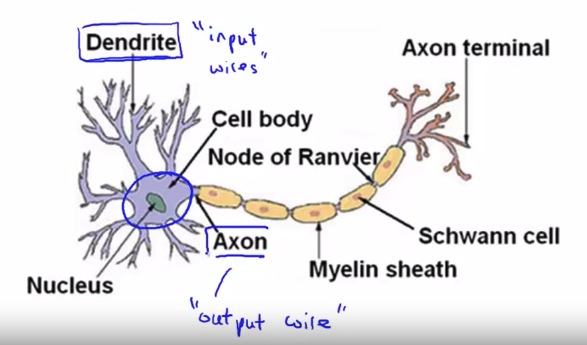 Dendrite
"input
wires"
Axon terminal
Cell body
Node of Ranvier
Axon
Schwann cell
Myelin sheath
Nucleus
"output wire"